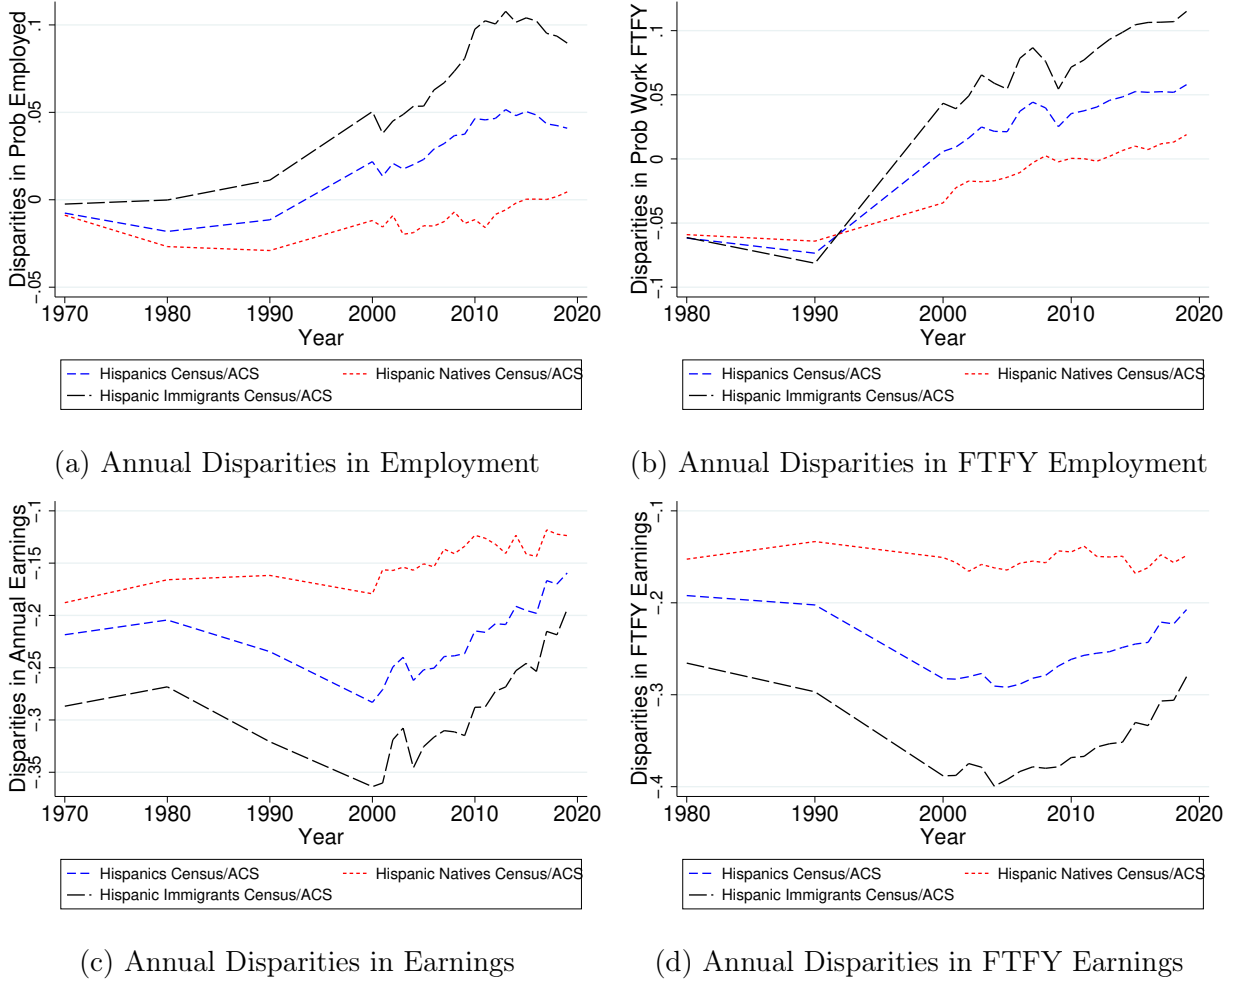 Disparities in Prob Employed
.1
.05
0
-.05
1970 1980 1990 2000 2010 2020
Year
Hispanics Census/ACS
Hispanic Natives Census/ACS
Hispanic Immigrants Census/ACS
(a) Annual Disparities in Employment
Disparities in Prob Work FTFY
.1
.05
0
-.05
-.1
1980 1990 2000 2010 2020
Year
Hispanics Census/ACS
Hispanic Natives Census/ACS
Hispanic Immigrants Census/ACS
(b) Annual Disparities in FTFY Employment
Disparities in Annual Earnings
-.1
-.15
-.2
-.25
-.3
-.35
1970 1980 1990 2000 2010 2020
Year
Hispanics Census/ACS
Hispanic Natives Census/ACS
Hispanic Immigrants Census/ACS
(c) Annual Disparities in Earnings
Disparities in FTFY Earnings
-.1
-.2
-.3
-.4
1980 1990 2000 2010 2020
Year
Hispanics Census/ACS
Hispanic Natives Census/ACS
Hispanic Immigrants Census/ACS
(d) Annual Disparities in FTFY Earnings